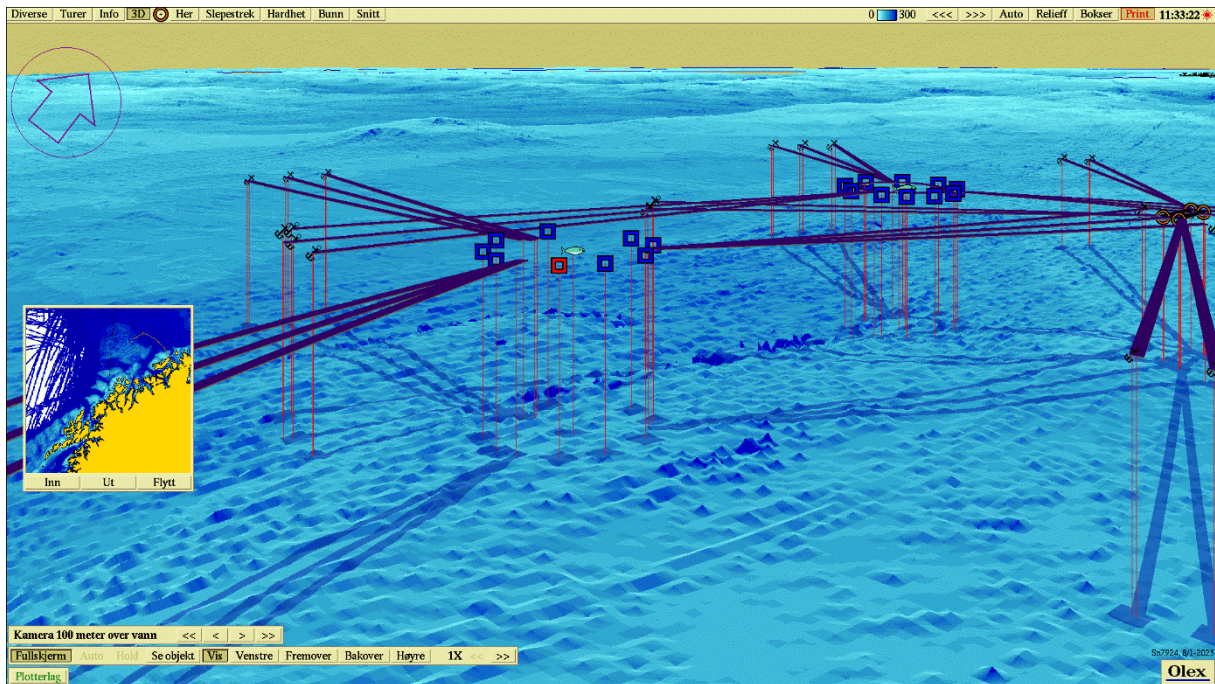 Diverse Turer Info 3D Her Slepestrek Hardhet Bunn Snitt 0 300 <<< >>> Auto Relieff Bokser Print 11:33:22
Inn Ut Flytt
Kamera 100 meter over vann << < > >>
Fullskjerm Auto Hold Se objekt Vis Venstre Fremover Bakover Høyre 1X << >>
Sn7924, 8/1-2025
Plotterlag
Olex